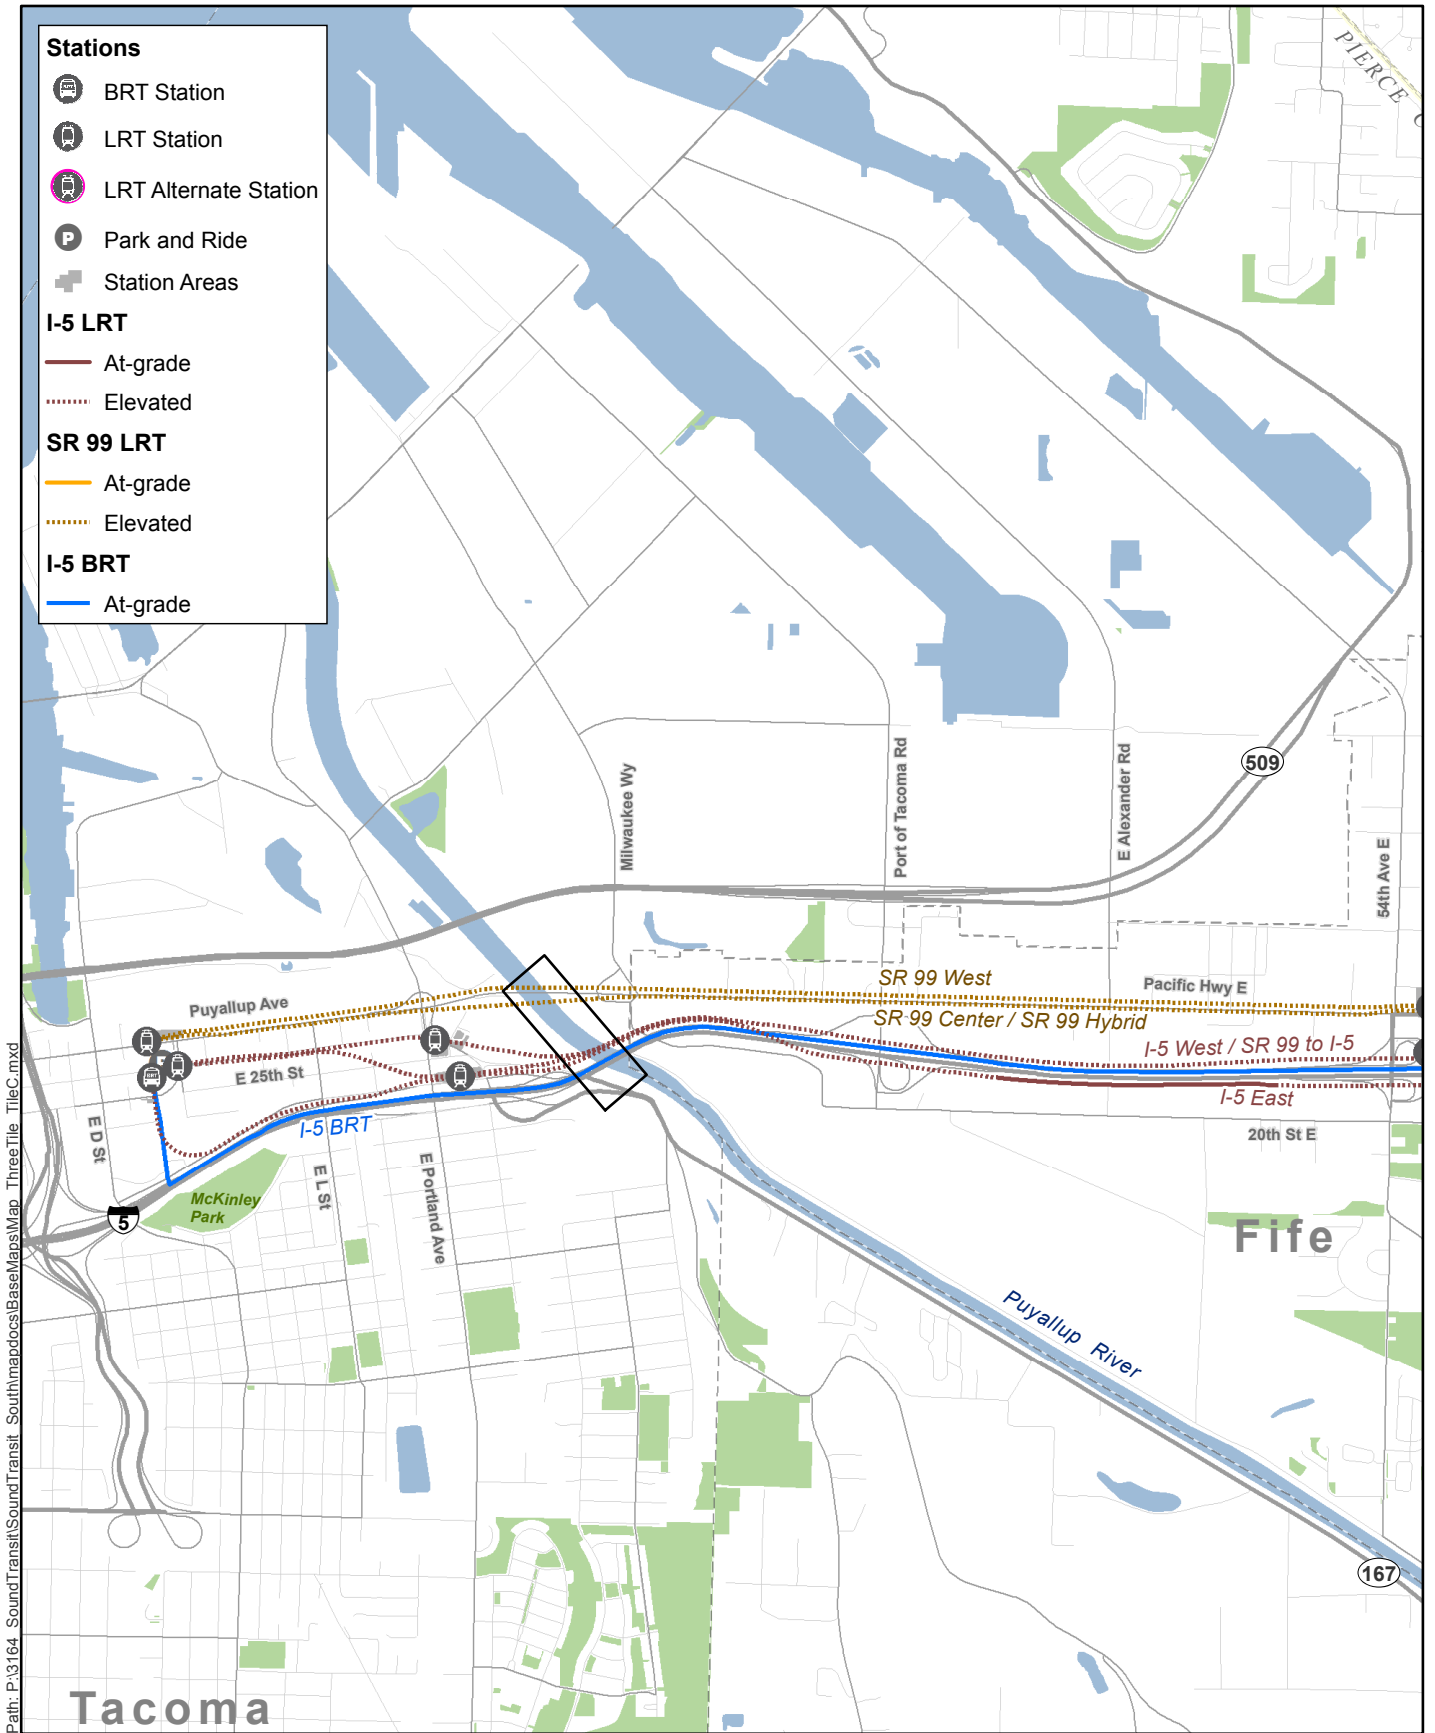 Stations
BRT Station
LRT Station
LRT Alternate Station
P
Park and Ride
Station Areas
I-5 LRT
At-grade
Elevated
SR 99 LRT
At-grade
Elevated
I-5 BRT
At-grade
PIERCE
509
Milwaukee Wy
Port of Tacoma Rd
E Alexander Rd
54th Ave E
SR 99 West
Pacific Hwy E
Puyallup Ave
SR 99 Center / SR 99 Hybrid
I-5 West / SR 99 to I-5
E 25th St
I-5 East
I-5 BRT
20th St E
E D St
E L St
E Portland Ave
McKinley
Park
5
Fife
Puyallup River
167
Tacoma
Path: P:\3164_SoundTransit\SoundTransit_South\mapdocs\BaseMaps\Map_ThreeTile_TileC.mxd